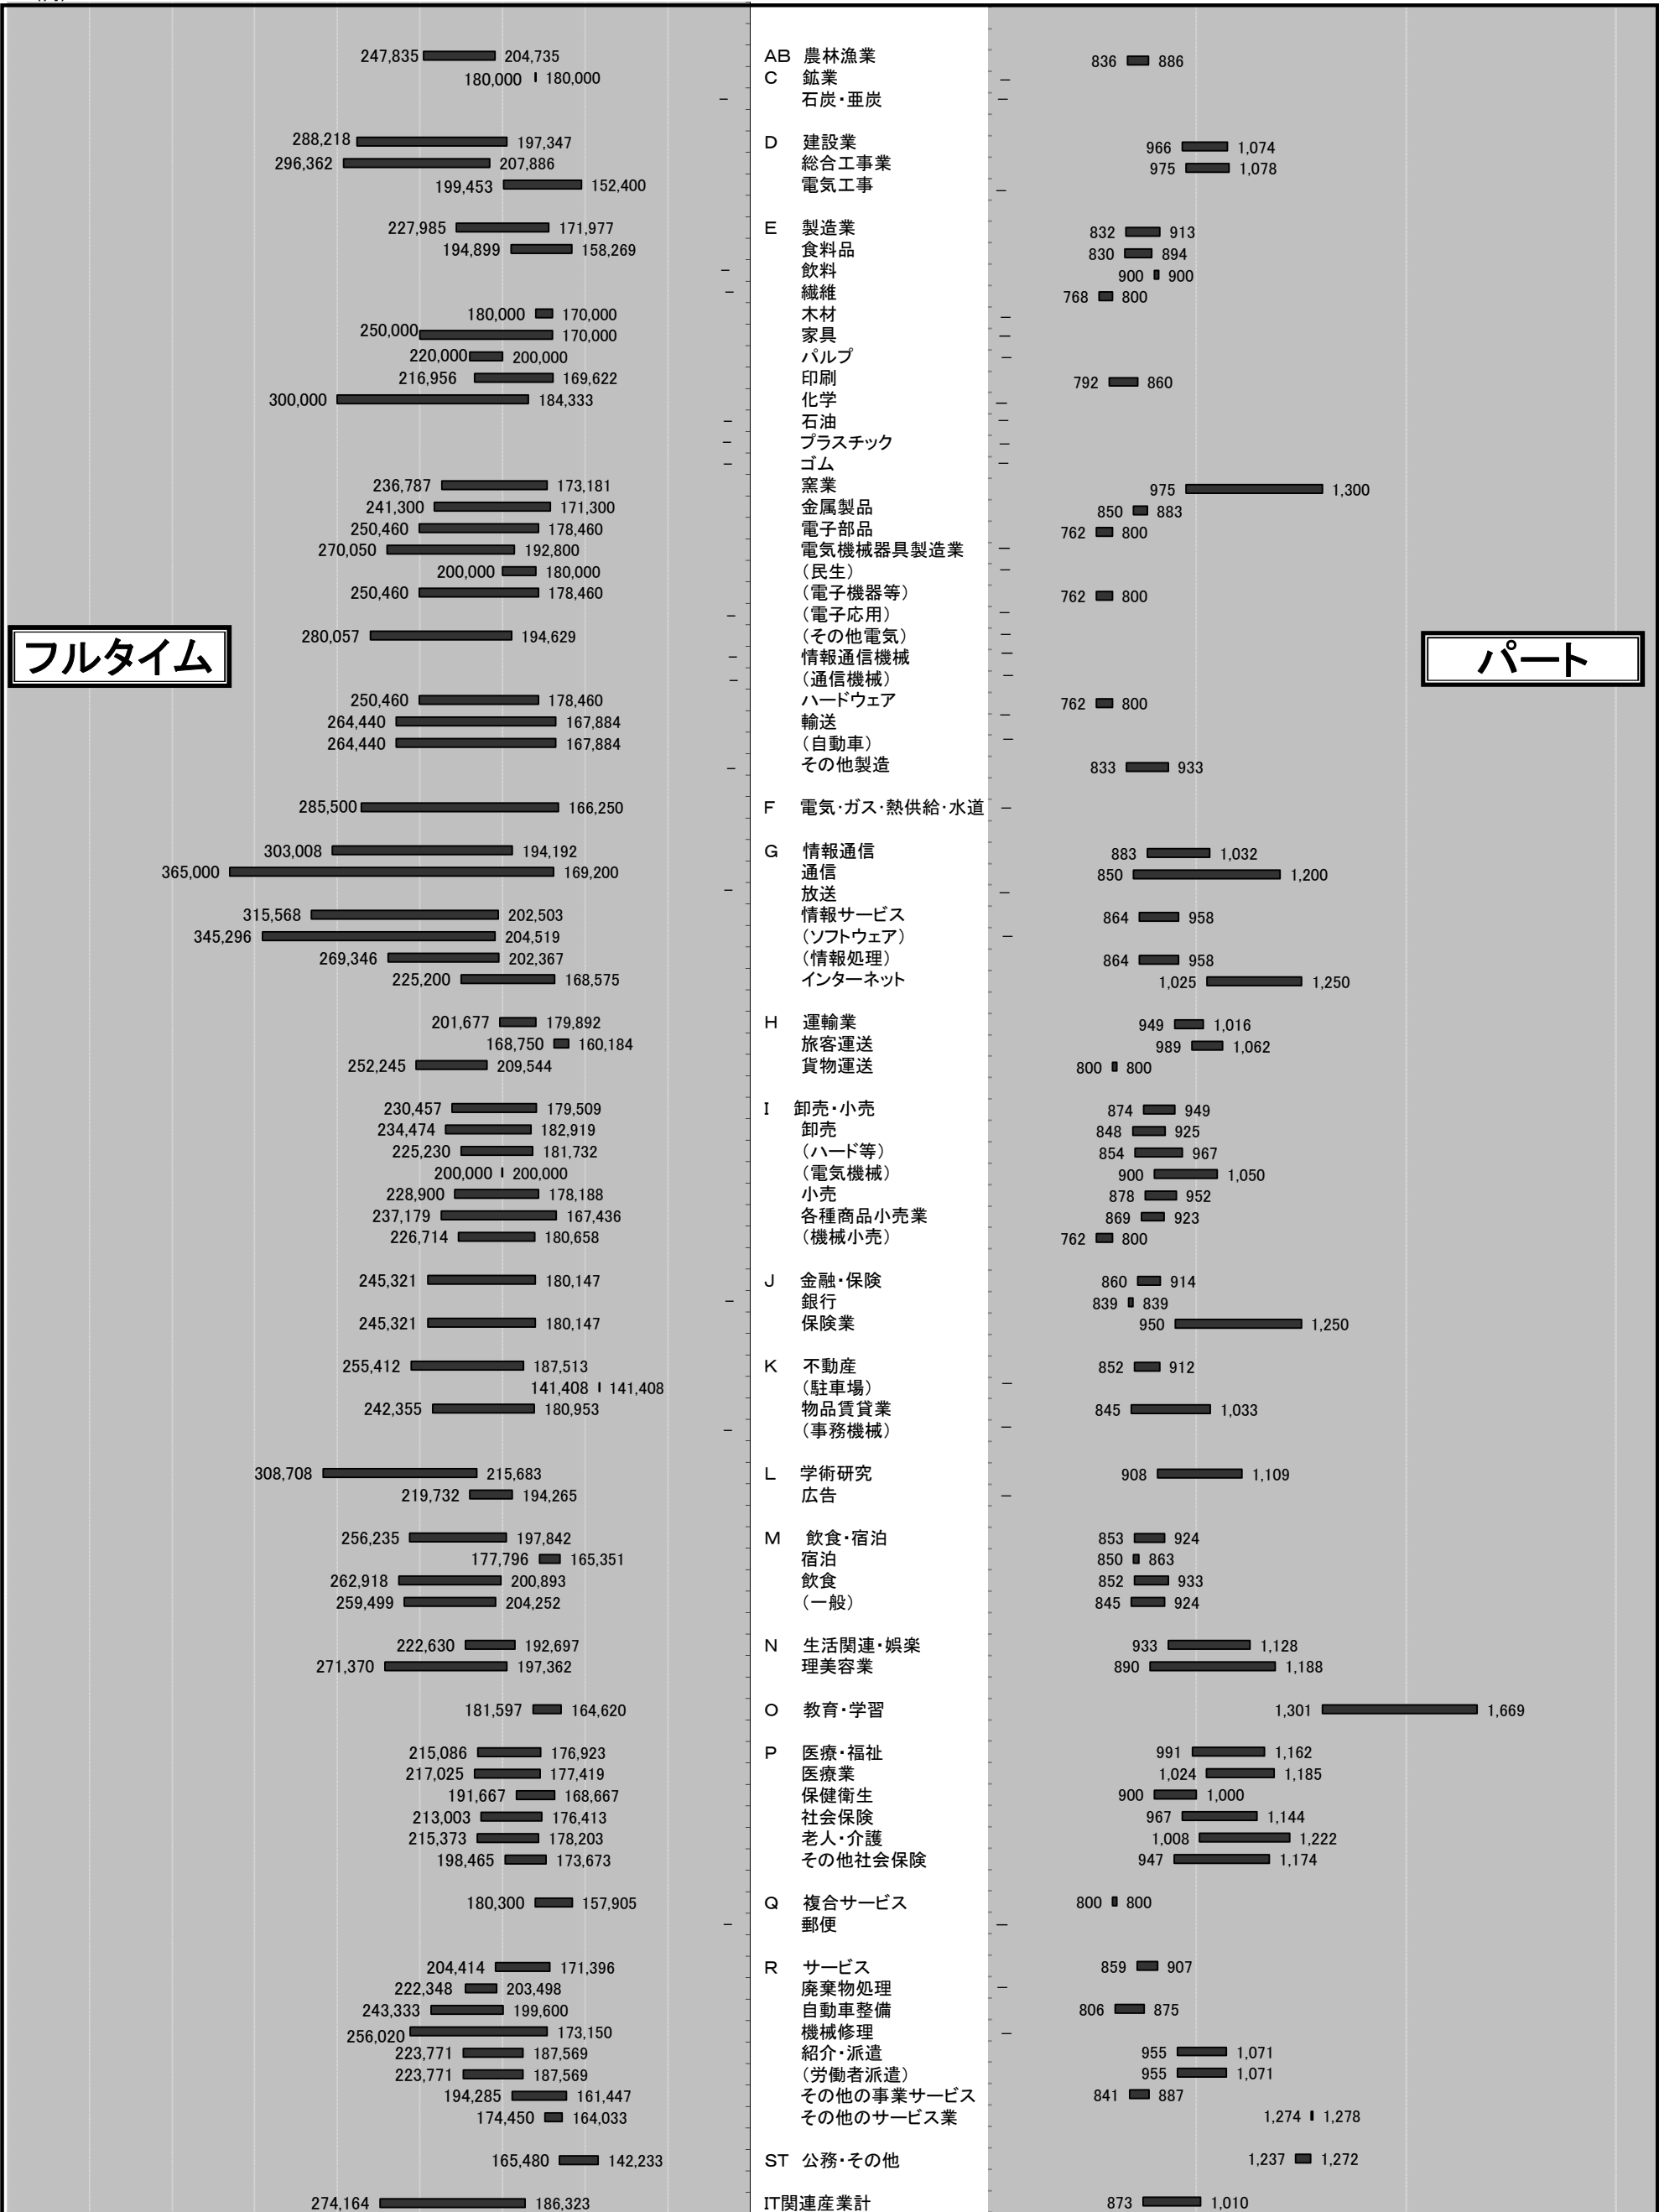 247,835 204,735 AB 農林漁業 836 886
180,000 180,000 C 鉱業 –
– 石炭・亜炭 –
288,218 197,347 D 建設業 966 1,074
296,362 207,886 総合工事業 975 1,078
199,453 152,400 電気工事 –
227,985 171,977 E 製造業 832 913
194,899 158,269 食料品 830 894
– 飲料 900 900
– 繊維 768 800
180,000 170,000 木材 –
250,000 170,000 家具 –
220,000 200,000 パルプ –
216,956 169,622 印刷 792 860
300,000 184,333 化学 –
– 石油 –
– プラスチック –
– ゴム –
236,787 173,181 窯業 975 1,300
241,300 171,300 金属製品 850 883
250,460 178,460 電子部品 762 800
270,050 192,800 電気機械器具製造業 –
200,000 180,000 （民生） –
250,460 178,460 （電子機器等） 762 800
– （電子応用） –
280,057 194,629 （その他電気） –
フルタイム
パート
– 情報通信機械 –
– （通信機械） –
250,460 178,460 ハードウェア 762 800
264,440 167,884 輸送 –
264,440 167,884 （自動車） –
– その他製造 833 933
285,500 166,250 F 電気・ガス・熱供給・水道 –
303,008 194,192 G 情報通信 883 1,032
365,000 169,200 通信 850 1,200
– 放送 –
315,568 202,503 情報サービス 864 958
345,296 204,519 （ソフトウェア） –
269,346 202,367 （情報処理） 864 958
225,200 168,575 インターネット 1,025 1,250
201,677 179,892 H 運輸業 949 1,016
168,750 160,184 旅客運送 989 1,062
252,245 209,544 貨物運送 800 800
230,457 179,509 I 卸売・小売 874 949
234,474 182,919 卸売 848 925
225,230 181,732 （ハード等） 854 967
200,000 200,000 （電気機械） 900 1,050
228,900 178,188 小売 878 952
237,179 167,436 各種商品小売業 869 923
226,714 180,658 （機械小売） 762 800
245,321 180,147 J 金融・保険 860 914
– 銀行 839 839
245,321 180,147 保険業 950 1,250
255,412 187,513 K 不動産 852 912
141,408 141,408 （駐車場） –
242,355 180,953 物品賃貸業 845 1,033
– （事務機械） –
308,708 215,683 L 学術研究 908 1,109
219,732 194,265 広告 –
256,235 197,842 M 飲食・宿泊 853 924
177,796 165,351 宿泊 850 863
262,918 200,893 飲食 852 933
259,499 204,252 （一般） 845 924
222,630 192,697 N 生活関連・娯楽 933 1,128
271,370 197,362 理美容業 890 1,188
181,597 164,620 O 教育・学習 1,301 1,669
215,086 176,923 P 医療・福祉 991 1,162
217,025 177,419 医療業 1,024 1,185
191,667 168,667 保健衛生 900 1,000
213,003 176,413 社会保険 967 1,144
215,373 178,203 老人・介護 1,008 1,222
198,465 173,673 その他社会保険 947 1,174
180,300 157,905 Q 複合サービス 800 800
– 郵便 –
204,414 171,396 R サービス 859 907
222,348 203,498 廃棄物処理 –
243,333 199,600 自動車整備 806 875
256,020 173,150 機械修理 –
223,771 187,569 紹介・派遣 955 1,071
223,771 187,569 （労働者派遣） 955 1,071
194,285 161,447 その他の事業サービス 841 887
174,450 164,033 その他のサービス業 1,274 1,278
165,480 142,233 ST 公務・その他 1,237 1,272
274,164 186,323 IT関連産業計 873 1,010